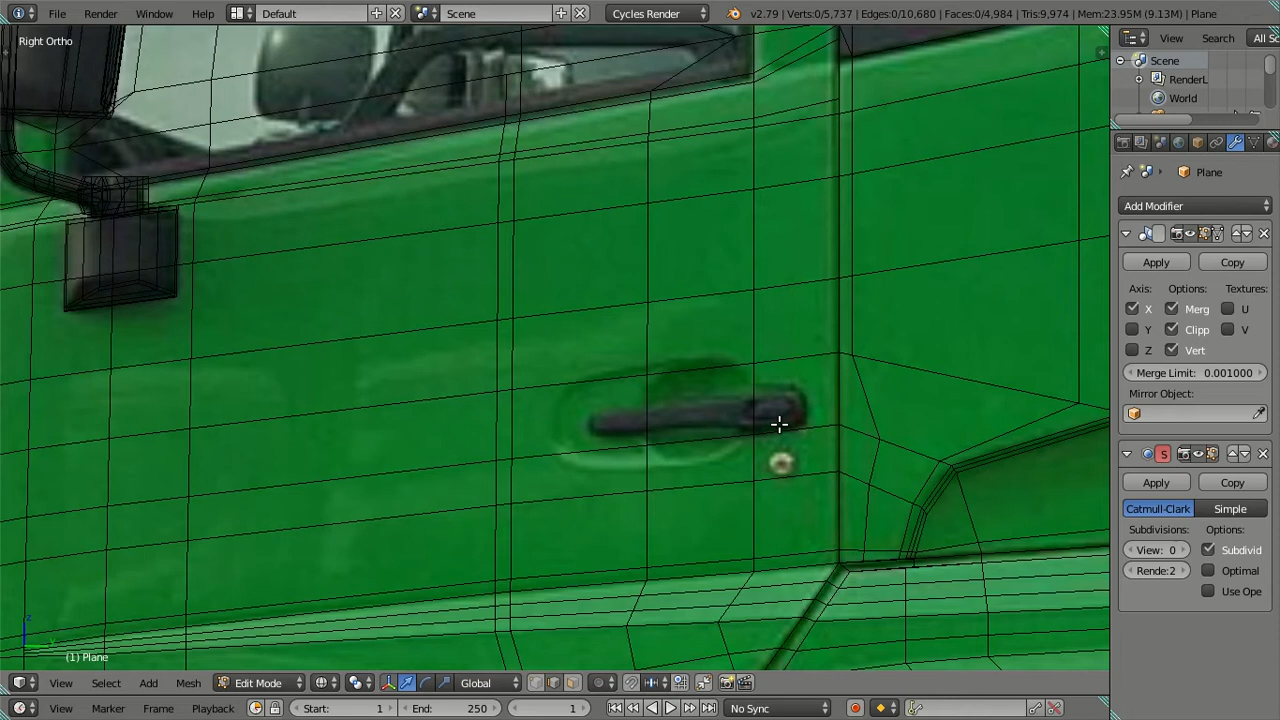 File Render Window Help Default Scene Cycles Render v2.79 | Verts:0/5,737 | Edges:0/10,680 | Faces:0/4,984 | Tris:9,974 | Mem:23.95M (9.13M) | Plane
Right Ortho
View Search All Sc
Scene
RenderL
World
Plane
Add Modifier
Apply Copy
Axis: Options: Textures:
X Merg U
Y Clipp V
Z Vert
Merge Limit: 0.001000
Mirror Object:
S
Apply Copy
Catmull-Clark Simple
Subdivisions: Options:
View: 0 Subdivid
Rende: 2 Optimal
Use Ope
z
y
(1) Plane
View Select Add Mesh Edit Mode Global
View Marker Frame Playback Start: 1 End: 250 1 No Sync